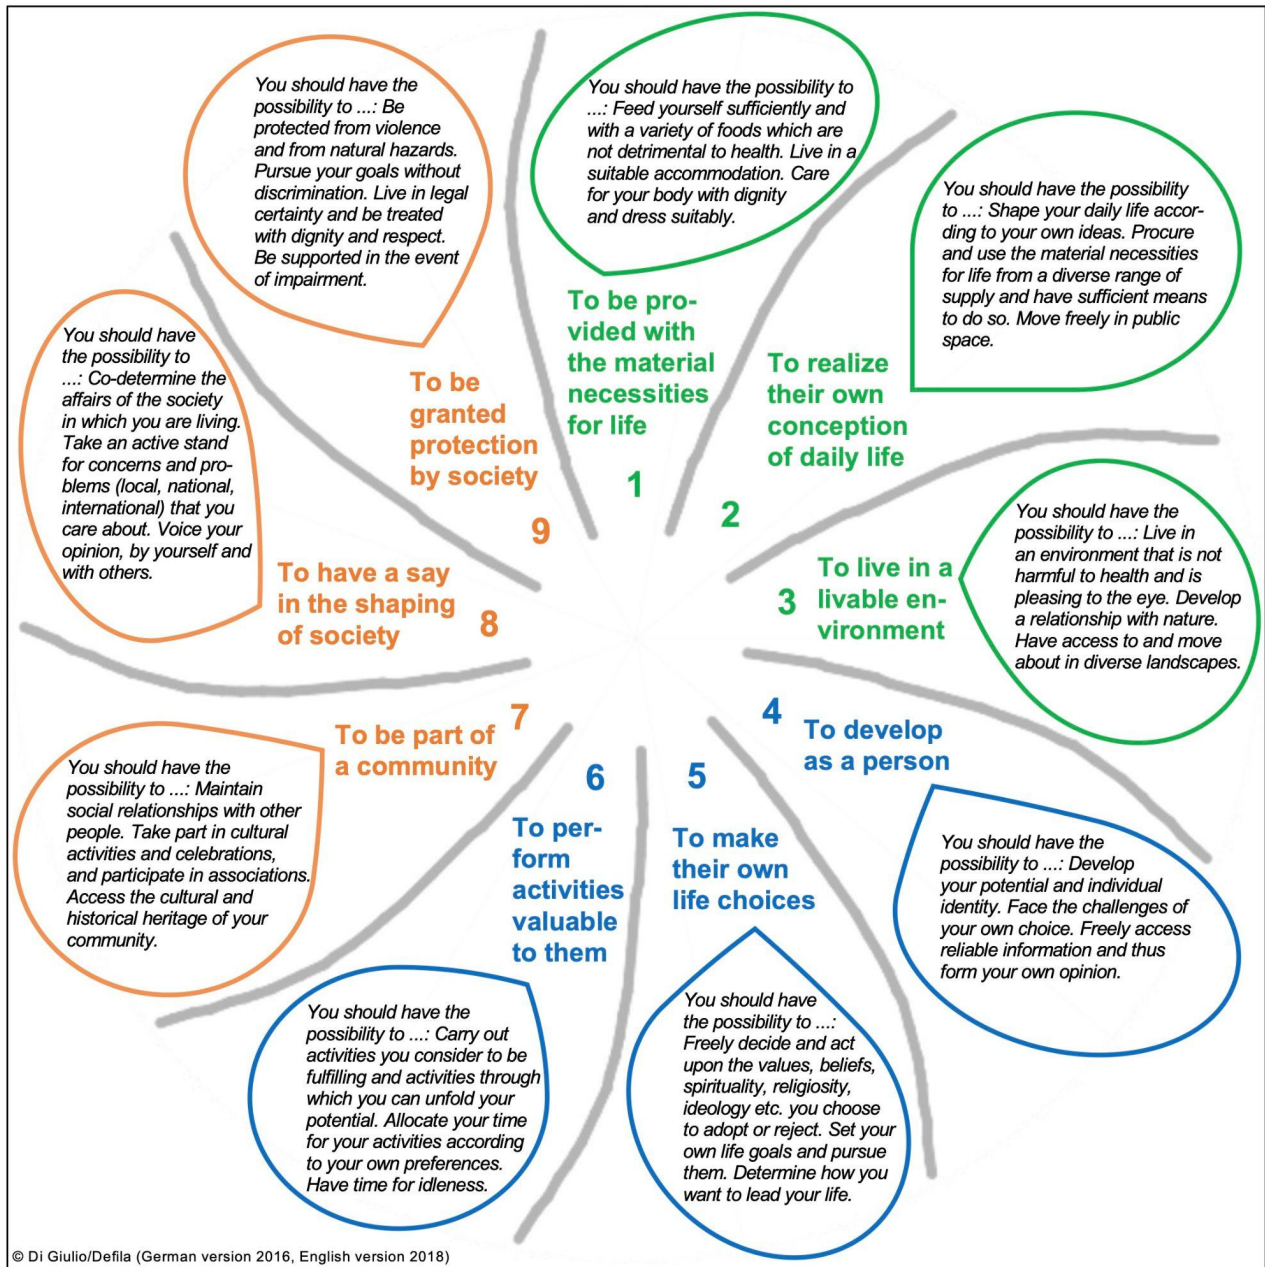 You should have the possibility to
...: Feed yourself sufficiently and
with a variety of foods which are
not detrimental to health. Live in a
suitable accommodation. Care
for your body with dignity
and dress suitably.
To be pro-
vided with
the material
necessities
for life
1
You should have the possibility
to ...: Shape your daily life accor-
ding to your own ideas. Procure
and use the material necessities
for life from a diverse range of
supply and have sufficient means
to do so. Move freely in public
space.
To realize
their own
conception
of daily life
2
You should have the
possibility to ...: Live in
an environment that is not
harmful to health and is
pleasing to the eye. Develop
a relationship with nature.
Have access to and move
about in diverse landscapes.
To live in a
livable en-
vironment
3
4
To develop
as a person
You should have the
possibility to ...: Develop
your potential and individual
identity. Face the challenges of
your own choice. Freely access
reliable information and thus
form your own opinion.
5
To make
their own
life choices
You should have
the possibility to ...:
Freely decide and act
upon the values, beliefs,
spirituality, religiosity,
ideology etc. you choose
to adopt or reject. Set your
own life goals and pursue
them. Determine how you
want to lead your life.
6
To per-
form
activities
valuable
to them
You should have the
possibility to ...: Carry out
activities you consider to be
fulfilling and activities through
which you can unfold your
potential. Allocate your time
for your activities according
to your own preferences.
Have time for idleness.
7
To be part of
a community
You should have the
possibility to ...: Maintain
social relationships with other
people. Take part in cultural
activities and celebrations,
and participate in associations.
Access the cultural and
historical heritage of your
community.
You should have
the possibility to
...: Co-determine the
affairs of the society
in which you are living.
Take an active stand
for concerns and pro-
blems (local, national,
international) that you
care about. Voice your
opinion, by yourself and
with others.
To have a say
in the shaping
of society
8
You should have the
possibility to ...: Be
protected from violence
and from natural hazards.
Pursue your goals without
discrimination. Live in legal
certainty and be treated
with dignity and respect.
Be supported in the event
of impairment.
To be
granted
protection
by society
9
© Di Giulio/Defila (German version 2016, English version 2018)